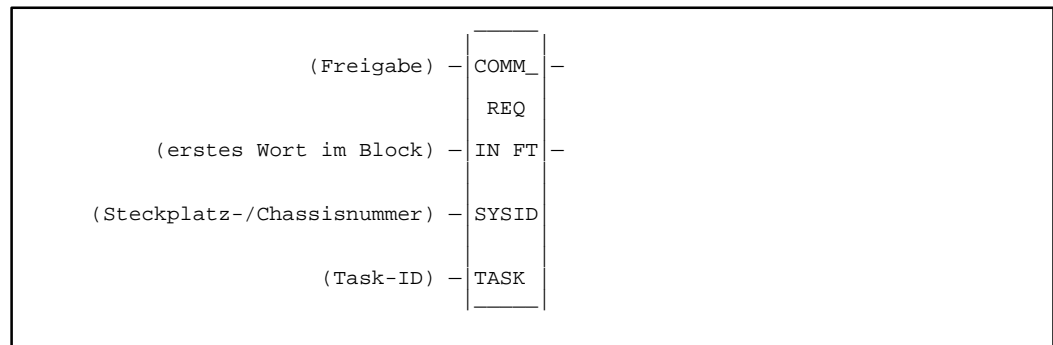 (Freigabe) COMM_
REQ
(erstes Wort im Block) IN FT
(Steckplatz-/Chassisnummer) SYSID
(Task-ID) TASK